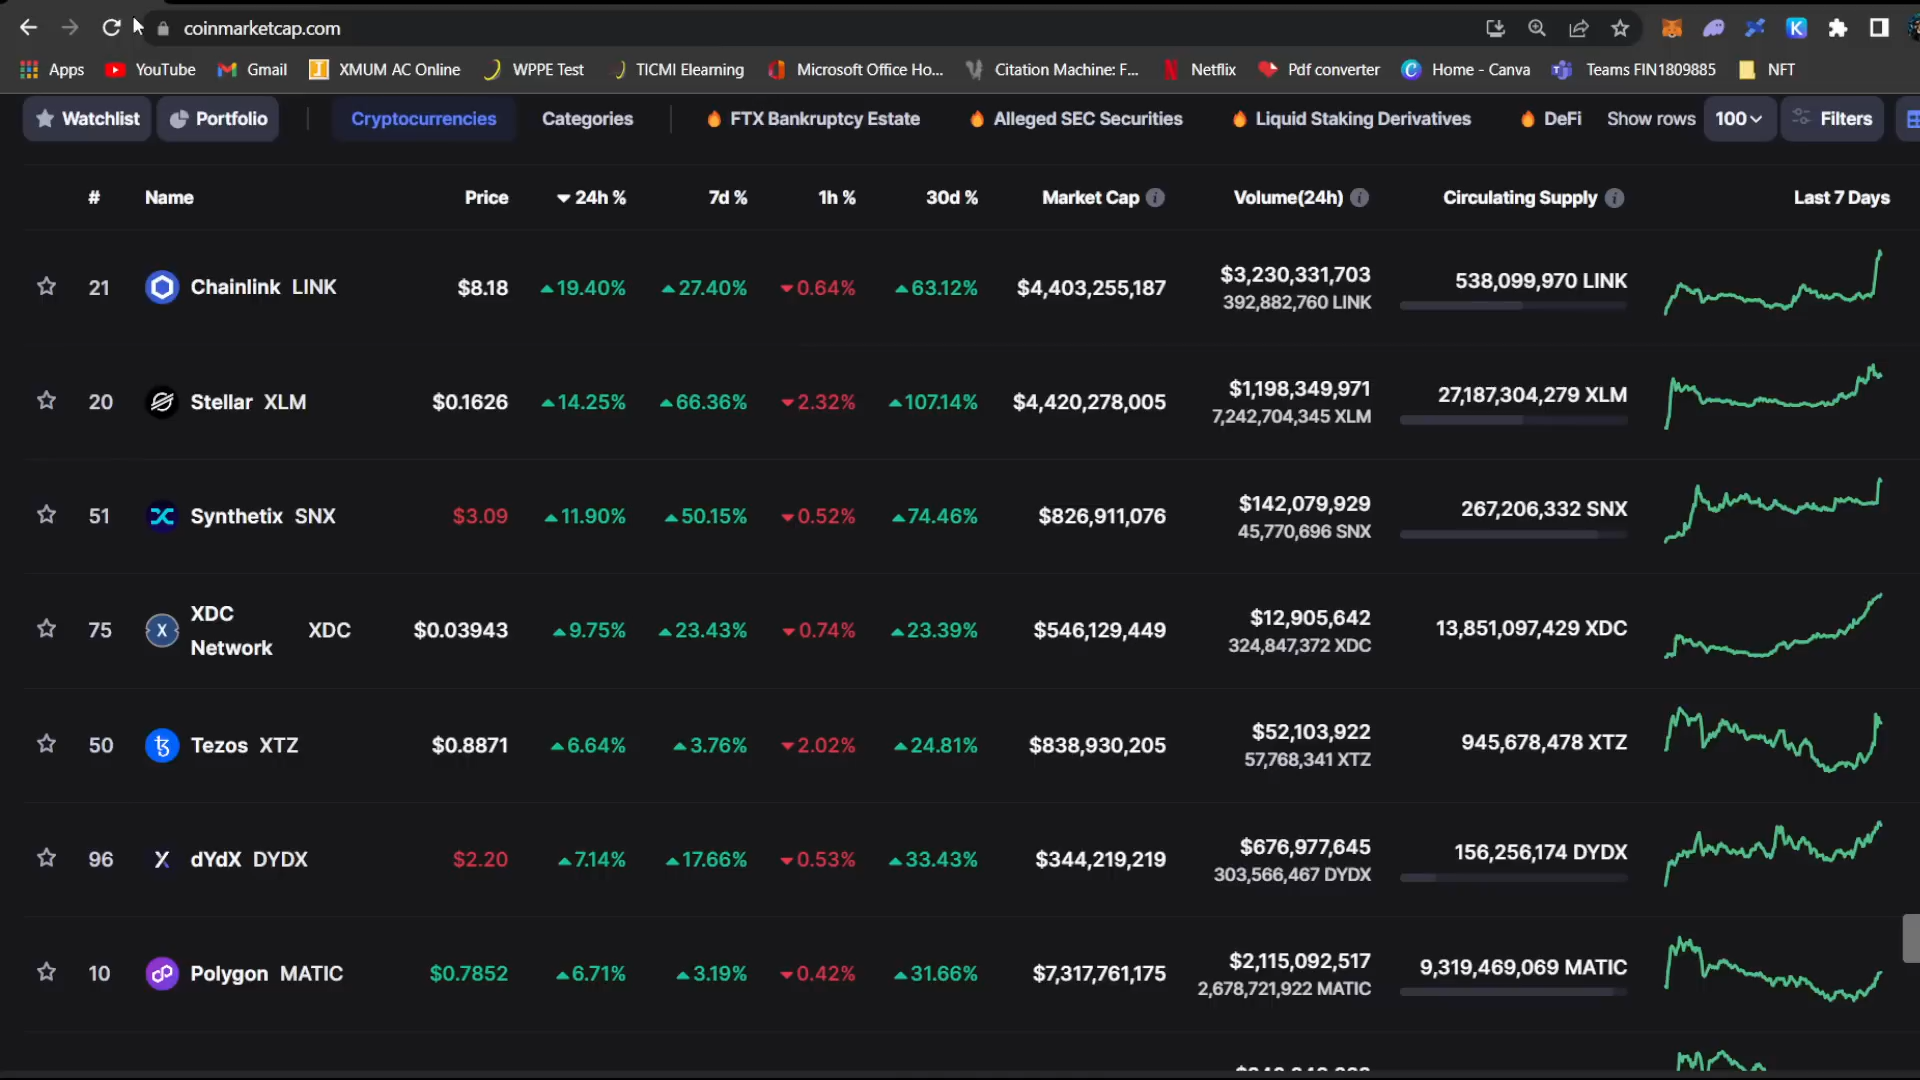 coinmarketcap.com
Apps YouTube Gmail XMUM AC Online WPPE Test TICMI Elearning Microsoft Office Ho... Citation Machine: F... Netflix Pdf converter Home - Canva Teams FIN1809885 NFT
Watchlist Portfolio Cryptocurrencies Categories FTX Bankruptcy Estate Alleged SEC Securities Liquid Staking Derivatives DeFi Show rows 100 Filters
# Name Price 24h % 7d % 1h % 30d % Market Cap Volume(24h) Circulating Supply Last 7 Days
21 Chainlink LINK $8.18 19.40% 27.40% 0.64% 63.12% $4,403,255,187 $3,230,331,703 538,099,970 LINK
392,882,760 LINK
20 Stellar XLM $0.1626 14.25% 66.36% 2.32% 107.14% $4,420,278,005 $1,198,349,971 27,187,304,279 XLM
7,242,704,345 XLM
51 Synthetix SNX $3.09 11.90% 50.15% 0.52% 74.46% $826,911,076 $142,079,929 267,206,332 SNX
45,770,696 SNX
75 XDC Network XDC $0.03943 9.75% 23.43% 0.74% 23.39% $546,129,449 $12,905,642 13,851,097,429 XDC
324,847,372 XDC
50 Tezos XTZ $0.8871 6.64% 3.76% 2.02% 24.81% $838,930,205 $52,103,922 945,678,478 XTZ
57,768,341 XTZ
96 dYdX DYDX $2.20 7.14% 17.66% 0.53% 33.43% $344,219,219 $676,977,645 156,256,174 DYDX
303,566,467 DYDX
10 Polygon MATIC $0.7852 6.71% 3.19% 0.42% 31.66% $7,317,761,175 $2,115,092,517 9,319,469,069 MATIC
2,678,721,922 MATIC